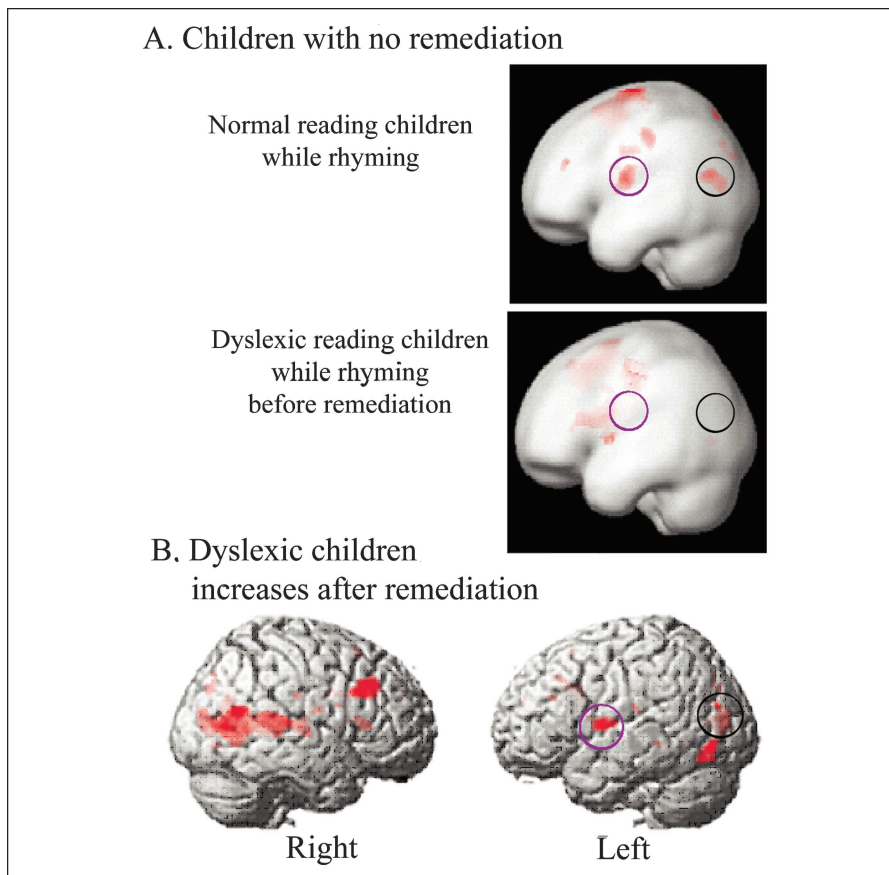 A. Children with no remediation
Normal reading children
while rhyming
Dyslexic reading children
while rhyming
before remediation
B. Dyslexic children
increases after remediation
Right
Left